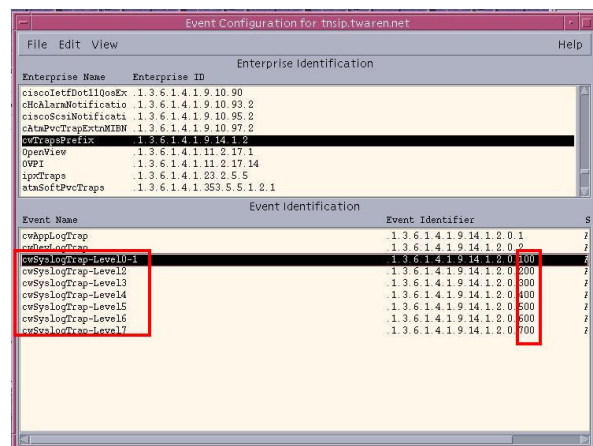 Event Configuration for tnsip.twaren.net
File Edit View Help
Enterprise Identification
Enterprise Name Enterprise ID
ciscoIetfDot11QosEx .1.3.6.1.4.1.9.10.90
cHcAlarmNotificatio .1.3.6.1.4.1.9.10.93.2
ciscoScsiNotificati .1.3.6.1.4.1.9.10.95.2
cAtmPvcTrapExtnMIBN .1.3.6.1.4.1.9.10.97.2
cwTrapsPrefix .1.3.6.1.4.1.9.14.1.2
OpenView .1.3.6.1.4.1.11.2.17.1
OVPI .1.3.6.1.4.1.11.2.17.14
ipxTraps .1.3.6.1.4.1.23.2.5.5
atmSoftPvcTraps .1.3.6.1.4.1.353.5.5.1.2.1
Event Identification
Event Name Event Identifier S
cwAppLogTrap .1.3.6.1.4.1.9.14.1.2.0.1
cwDevLogTrap .1.3.6.1.4.1.9.14.1.2.0.2
cwSyslogTrap-Level0-1 .1.3.6.1.4.1.9.14.1.2.0.100
cwSyslogTrap-Level2 .1.3.6.1.4.1.9.14.1.2.0.200
cwSyslogTrap-Level3 .1.3.6.1.4.1.9.14.1.2.0.300
cwSyslogTrap-Level4 .1.3.6.1.4.1.9.14.1.2.0.400
cwSyslogTrap-Level5 .1.3.6.1.4.1.9.14.1.2.0.500
cwSyslogTrap-Level6 .1.3.6.1.4.1.9.14.1.2.0.600
cwSyslogTrap-Level7 .1.3.6.1.4.1.9.14.1.2.0.700